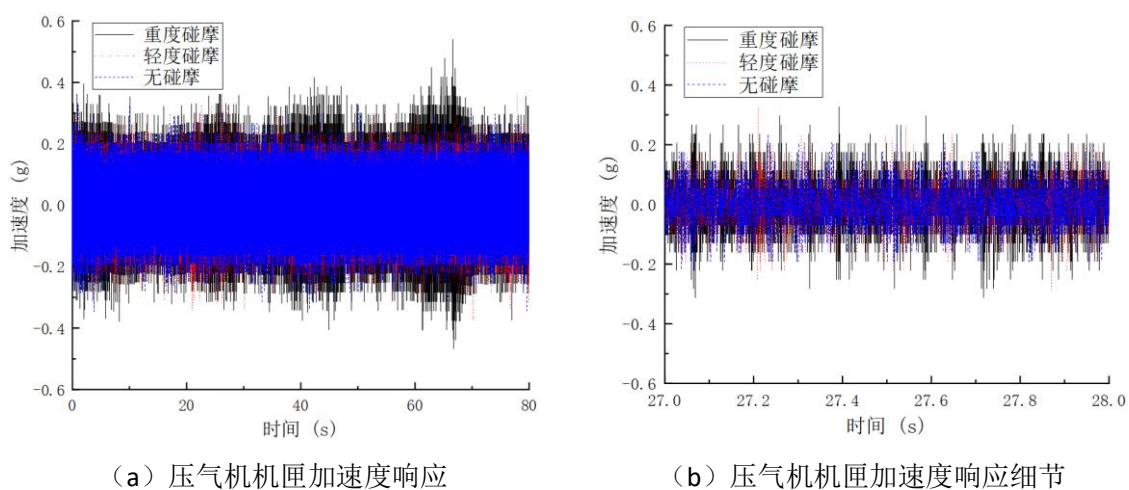 0.6
0.4
0.2
0.0
-0.2
-0.4
-0.6
加速度 (g)
重度碰摩
轻度碰摩
无碰摩
0
20
40
60
80
时间 (s)
（a）压气机机匣加速度响应
0.6
0.4
0.2
0.0
-0.2
-0.4
-0.6
加速度 (g)
重度碰摩
轻度碰摩
无碰摩
27.0
27.2
27.4
27.6
27.8
28.0
时间 (s)
（b）压气机机匣加速度响应细节